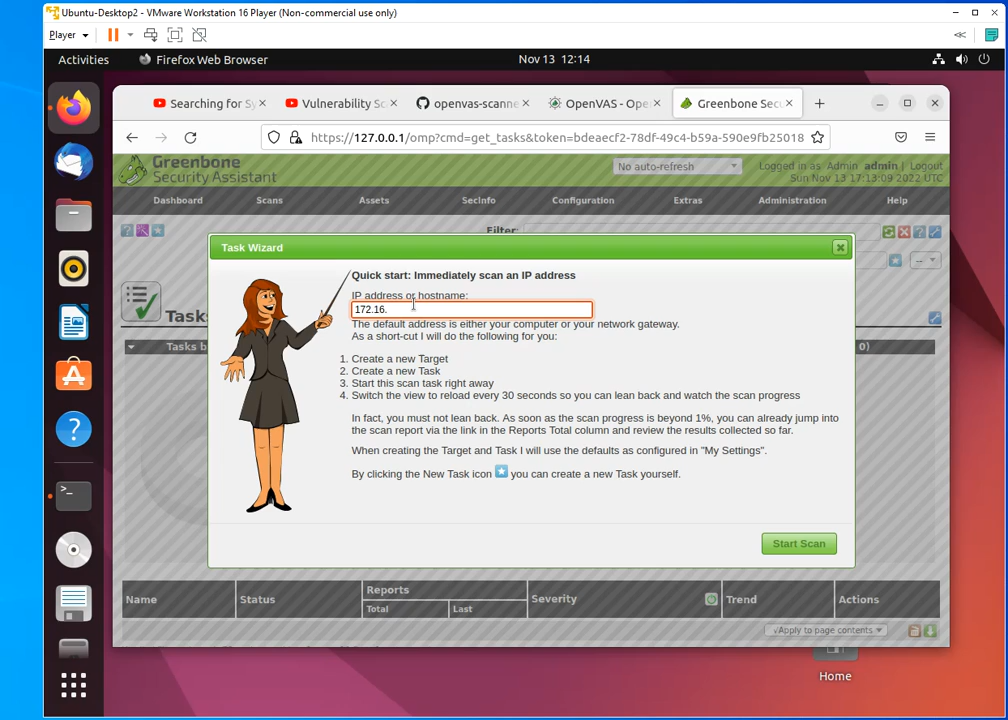 Ubuntu-Desktop2 - VMware Workstation 16 Player (Non-commercial use only)
Player
Activities
Firefox Web Browser
Nov 13 12:14
Searching for Sy
Vulnerability Sc
openvas-scanne
OpenVAS - Ope
Greenbone Sec
https://127.0.0.1/omp?cmd=get_tasks&token=bdeaecf2-78df-49c4-b59a-590e9fb25018
Greenbone
Security Assistant
No auto-refresh
Logged in as Admin admin | Logout
Sun Nov 13 17:13:09 2022 UTC
Dashboard Scans Assets SecInfo Configuration Extras Administration Help
Filter:
--
Task Wizard
Quick start: Immediately scan an IP address
IP address or hostname:
172.16.
The default address is either your computer or your network gateway.
As a short-cut I will do the following for you:
1. Create a new Target
2. Create a new Task
3. Start this scan task right away
4. Switch the view to reload every 30 seconds so you can lean back and watch the scan progress
In fact, you must not lean back. As soon as the scan progress is beyond 1%, you can already jump into
the scan report via the link in the Reports Total column and review the results collected so far.
When creating the Target and Task I will use the defaults as configured in "My Settings".
By clicking the New Task icon you can create a new Task yourself.
Start Scan
Tasks
Tasks b
0)
Name Status Reports Severity Trend Actions
Total Last
√Apply to page contents
Home